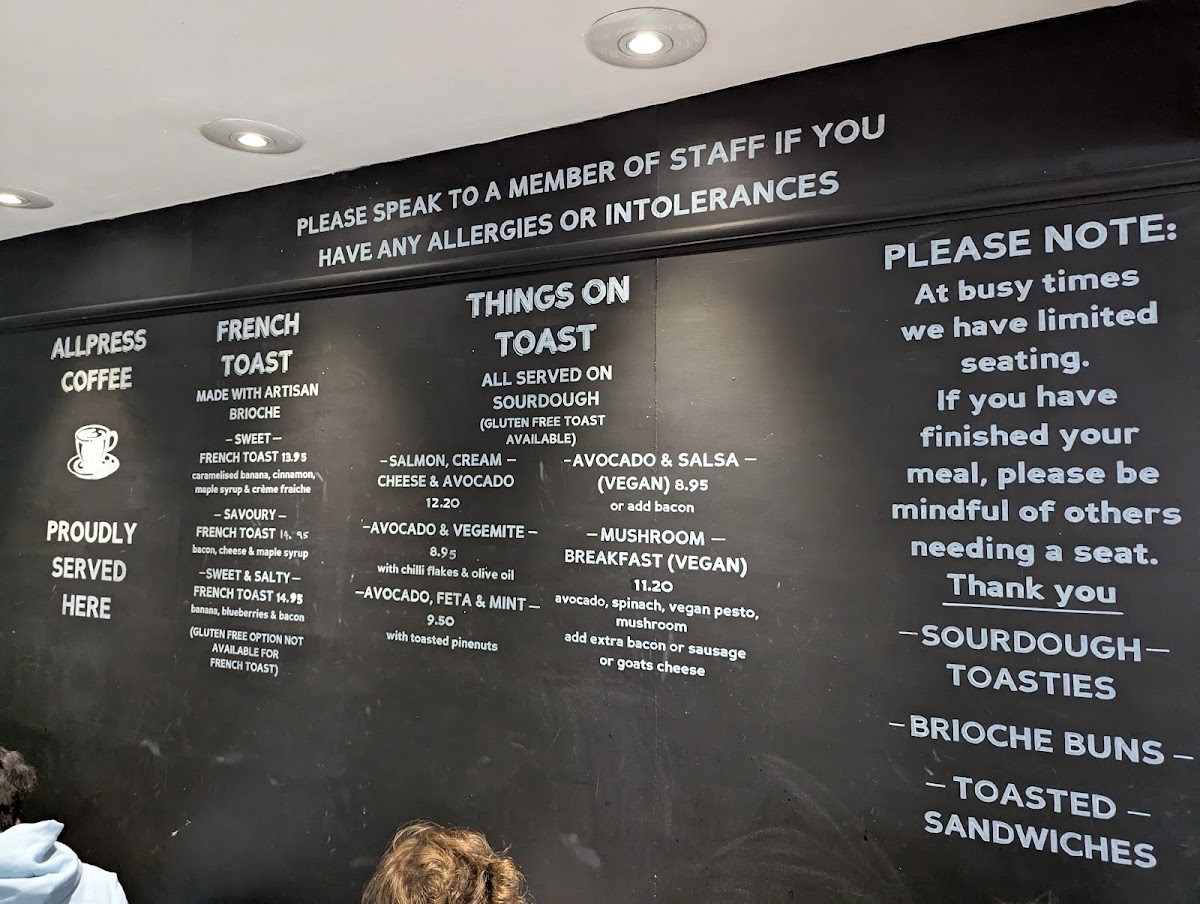 PLEASE SPEAK TO A MEMBER OF STAFF IF YOU
HAVE ANY ALLERGIES OR INTOLERANCES
ALLPRESS
COFFEE
PROUDLY
SERVED
HERE
FRENCH
TOAST
MADE WITH ARTISAN
BRIOCHE
– SWEET –
FRENCH TOAST 13.95
caramelised banana, cinnamon,
maple syrup & crème fraiche
– SAVOURY –
FRENCH TOAST 14.95
bacon, cheese & maple syrup
– SWEET & SALTY –
FRENCH TOAST 14.95
banana, blueberries & bacon
(GLUTEN FREE OPTION NOT
AVAILABLE FOR
FRENCH TOAST)
THINGS ON
TOAST
ALL SERVED ON
SOURDOUGH
(GLUTEN FREE TOAST
AVAILABLE)
– SALMON, CREAM –
CHEESE & AVOCADO
12.20
– AVOCADO & VEGEMITE –
8.95
with chilli flakes & olive oil
– AVOCADO, FETA & MINT –
9.50
with toasted pinenuts
– AVOCADO & SALSA –
(VEGAN) 8.95
or add bacon
– MUSHROOM –
BREAKFAST (VEGAN)
11.20
avocado, spinach, vegan pesto,
mushroom
add extra bacon or sausage
or goats cheese
PLEASE NOTE:
At busy times
we have limited
seating.
If you have
finished your
meal, please be
mindful of others
needing a seat.
Thank you
– SOURDOUGH –
TOASTIES
– BRIOCHE BUNS –
– TOASTED –
SANDWICHES